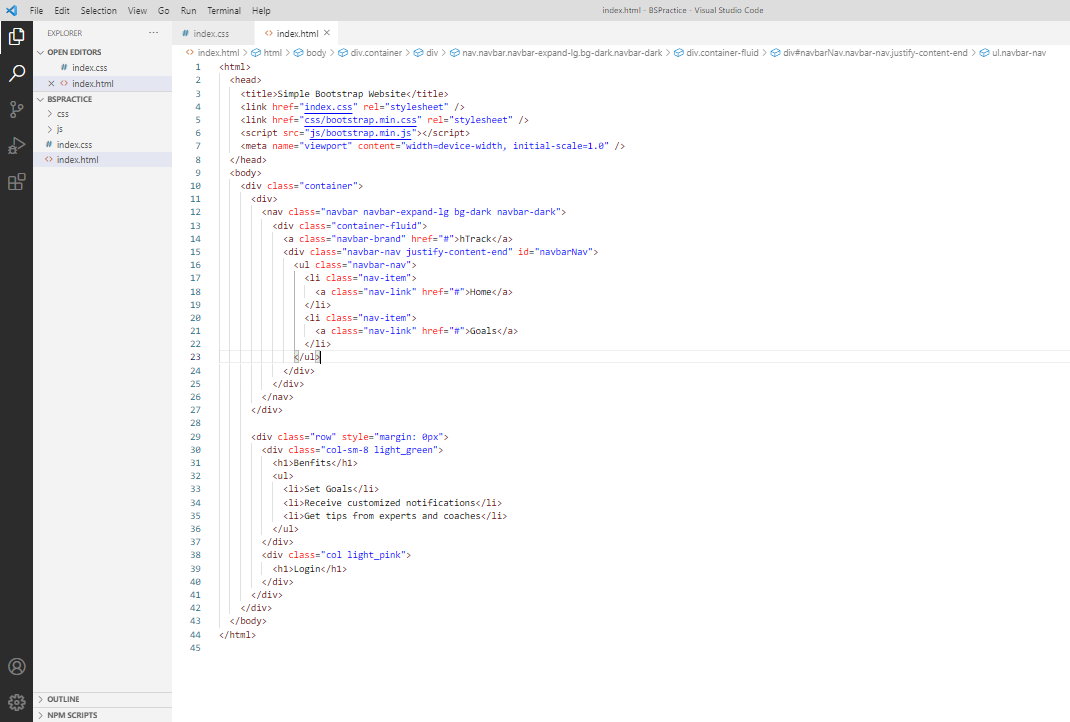 File Edit Selection View Go Run Terminal Help
index.html - BSPractice - Visual Studio Code
EXPLORER ···
OPEN EDITORS
# index.css
× <> index.html
BSPRACTICE
> css
> js
# index.css
<> index.html
OUTLINE
NPM SCRIPTS
# index.css
<> index.html ×
<> index.html > html > body > div.container > div > nav.navbar.navbar-expand-lg.bg-dark.navbar-dark > div.container-fluid > div#navbarNav.navbar-nav.justify-content-end > ul.navbar-nav
1 <html>
2 <head>
3 <title>Simple Bootstrap Website</title>
4 <link href="index.css" rel="stylesheet" />
5 <link href="css/bootstrap.min.css" rel="stylesheet" />
6 <script src="js/bootstrap.min.js"></script>
7 <meta name="viewport" content="width=device-width, initial-scale=1.0" />
8 </head>
9 <body>
10 <div class="container">
11 <div>
12 <nav class="navbar navbar-expand-lg bg-dark navbar-dark">
13 <div class="container-fluid">
14 <a class="navbar-brand" href="#">hTrack</a>
15 <div class="navbar-nav justify-content-end" id="navbarNav">
16 <ul class="navbar-nav">
17 <li class="nav-item">
18 <a class="nav-link" href="#">Home</a>
19 </li>
20 <li class="nav-item">
21 <a class="nav-link" href="#">Goals</a>
22 </li>
23 </ul>
24 </div>
25 </div>
26 </nav>
27 </div>
28
29 <div class="row" style="margin: 0px">
30 <div class="col-sm-8 light_green">
31 <h1>Benfits</h1>
32 <ul>
33 <li>Set Goals</li>
34 <li>Receive customized notifications</li>
35 <li>Get tips from experts and coaches</li>
36 </ul>
37 </div>
38 <div class="col light_pink">
39 <h1>Login</h1>
40 </div>
41 </div>
42 </div>
43 </body>
44 </html>
45